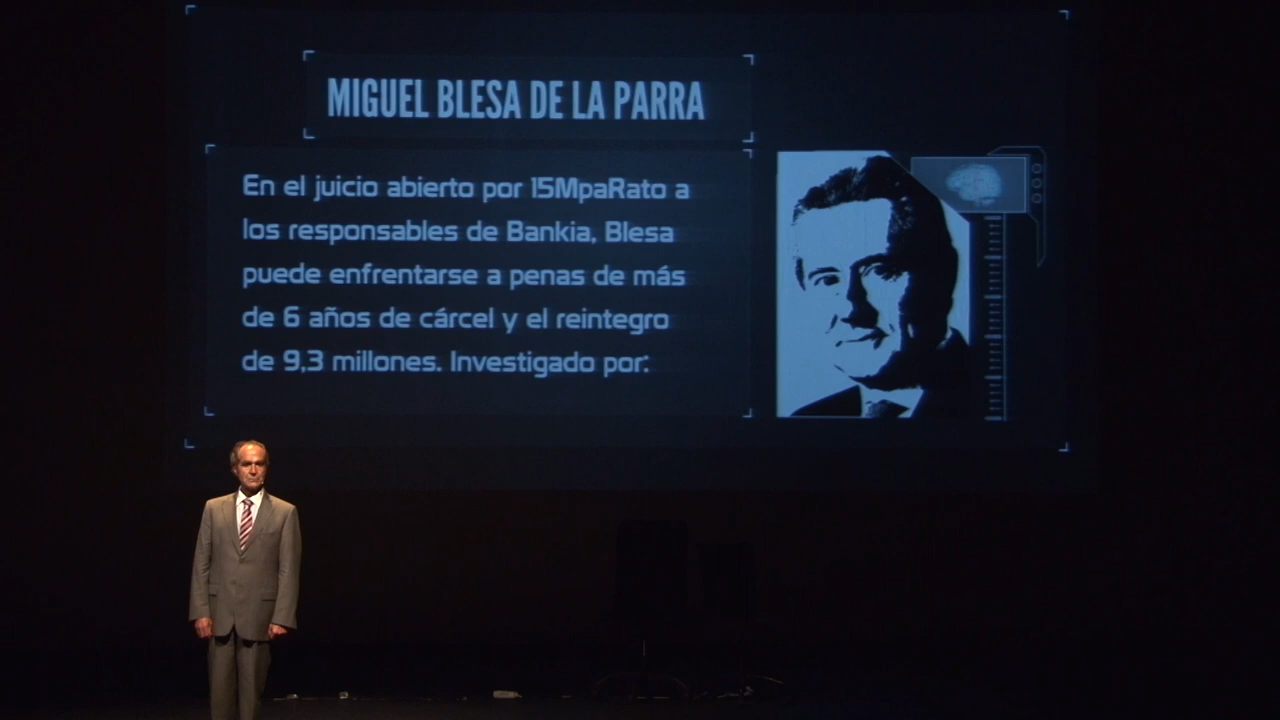 MIGUEL BLESA DE LA PARRA
En el juicio abierto por 15MpaRato a
los responsables de Bankia, Blesa
puede enfrentarse a penas de más
de 6 años de cárcel y el reintegro
de 9,3 millones. Investigado por: